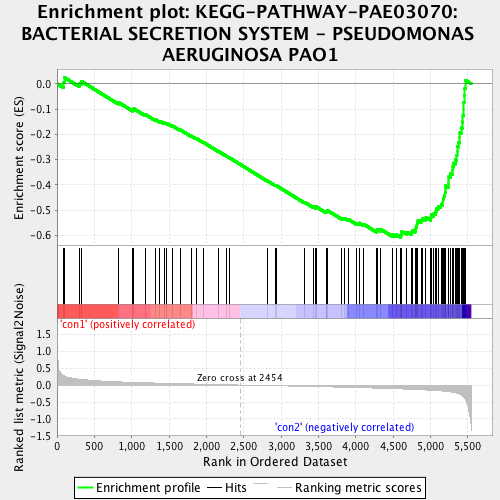 Enrichment plot: KEGG-PATHWAY-PAE03070:
BACTERIAL SECRETION SYSTEM - PSEUDOMONAS
AERUGINOSA PAO1
Enrichment score (ES)
0.0
-0.1
-0.2
-0.3
-0.4
-0.5
-0.6
'con1' (positively correlated)
Ranked list metric (Signal2Noise)
1.5
1.0
0.5
0.0
-0.5
-1.0
-1.5
Zero cross at 2454
'con2' (negatively correlated)
0 500 1,000 1,500 2,000 2,500 3,000 3,500 4,000 4,500 5,000 5,500
Rank in Ordered Dataset
Enrichment profile Hits Ranking metric scores